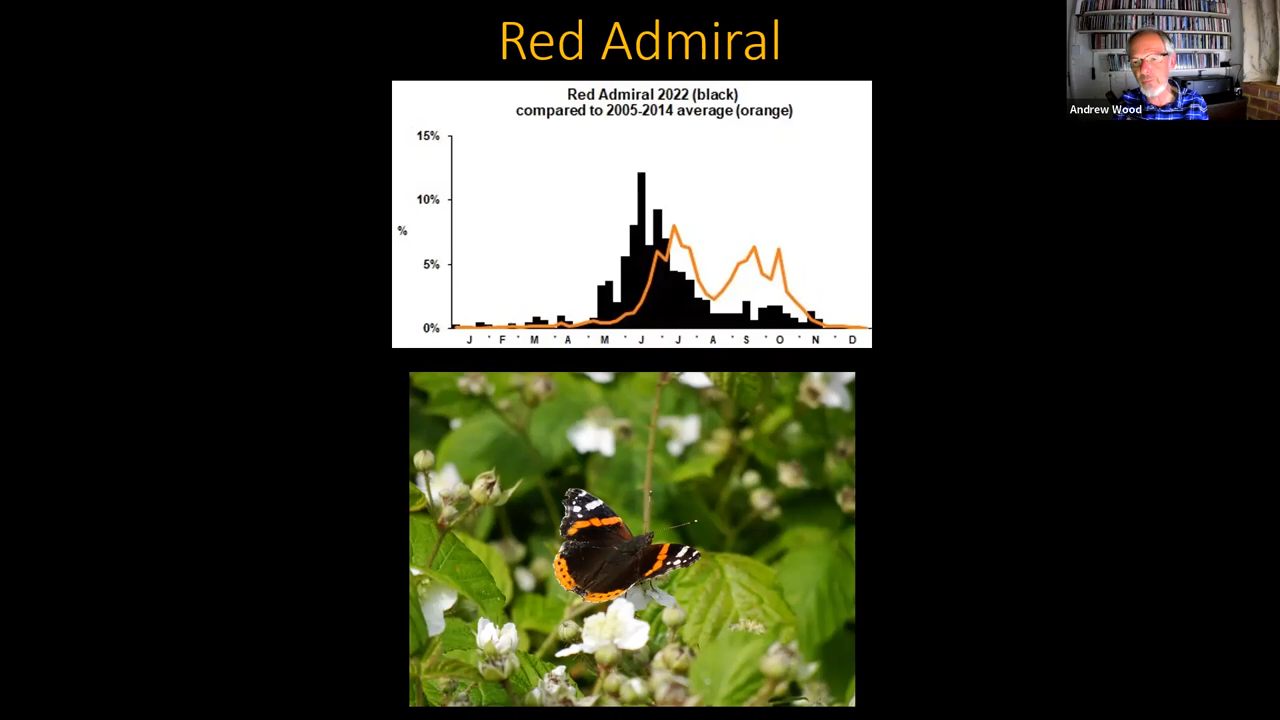 Red Admiral
Andrew Wood
Red Admiral 2022 (black)
compared to 2005-2014 average (orange)
15%
10%
%
5%
0%
J F M A M J J A S O N D